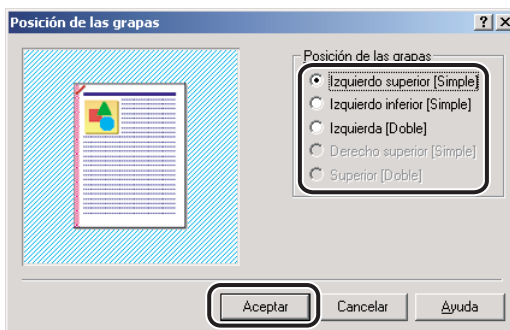 Posición de las grapas
Posición de las grapas
Izquierdo superior [Simple]
Izquierdo inferior [Simple]
Izquierda [Doble]
Derecho superior [Simple]
Superior [Doble]
Aceptar Cancelar Ayuda